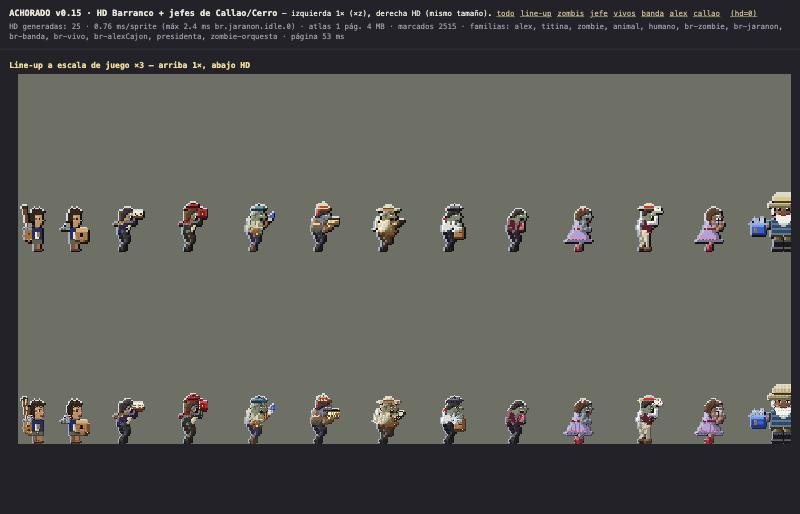 ACHORADO v0.15 · HD Barranco + jefes de Callao/Cerro — izquierda 1× (×z), derecha HD (mismo tamaño). todo line-up zombis jefe vivos banda alex callao (hd=0)
HD generadas: 25 · 0.76 ms/sprite (máx 2.4 ms br.jaranon.idle.0) · atlas 1 pág. 4 MB · marcados 2515 · familias: alex, titina, zombie, animal, humano, br-zombie, br-jaranon,
br-banda, br-vivo, br-alexCajon, presidenta, zombie-orquesta · página 53 ms
Line-up a escala de juego ×3 — arriba 1×, abajo HD